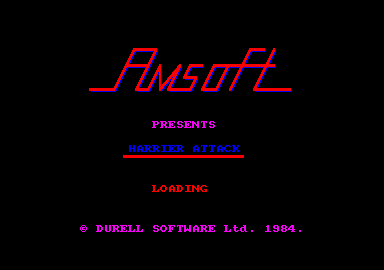 AMSOFT
PRESENTS
HARRIER ATTACK
LOADING
© DURELL SOFTWARE Ltd. 1984.